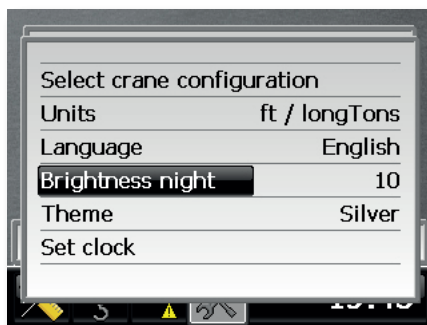 Select crane configuration
Units ft / longTons
Language English
Brightness night 10
Theme Silver
Set clock